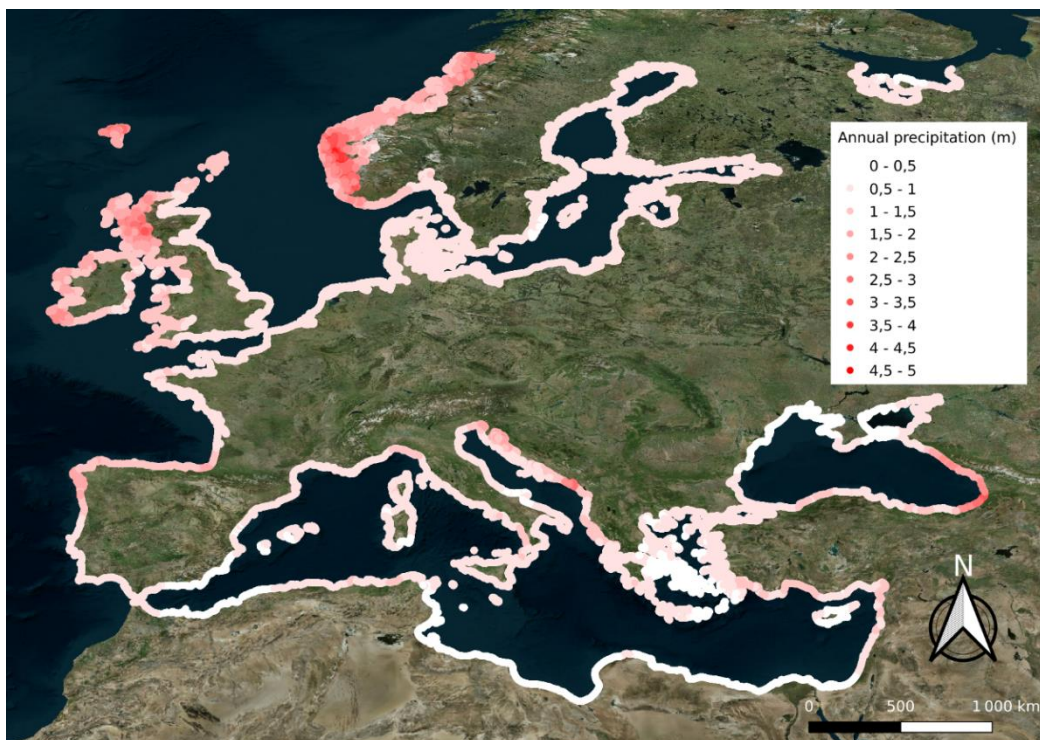 Annual precipitation (m)
0 - 0,5
0,5 - 1
1 - 1,5
1,5 - 2
2 - 2,5
2,5 - 3
3 - 3,5
3,5 - 4
4 - 4,5
4,5 - 5
N
0 500 1 000 km